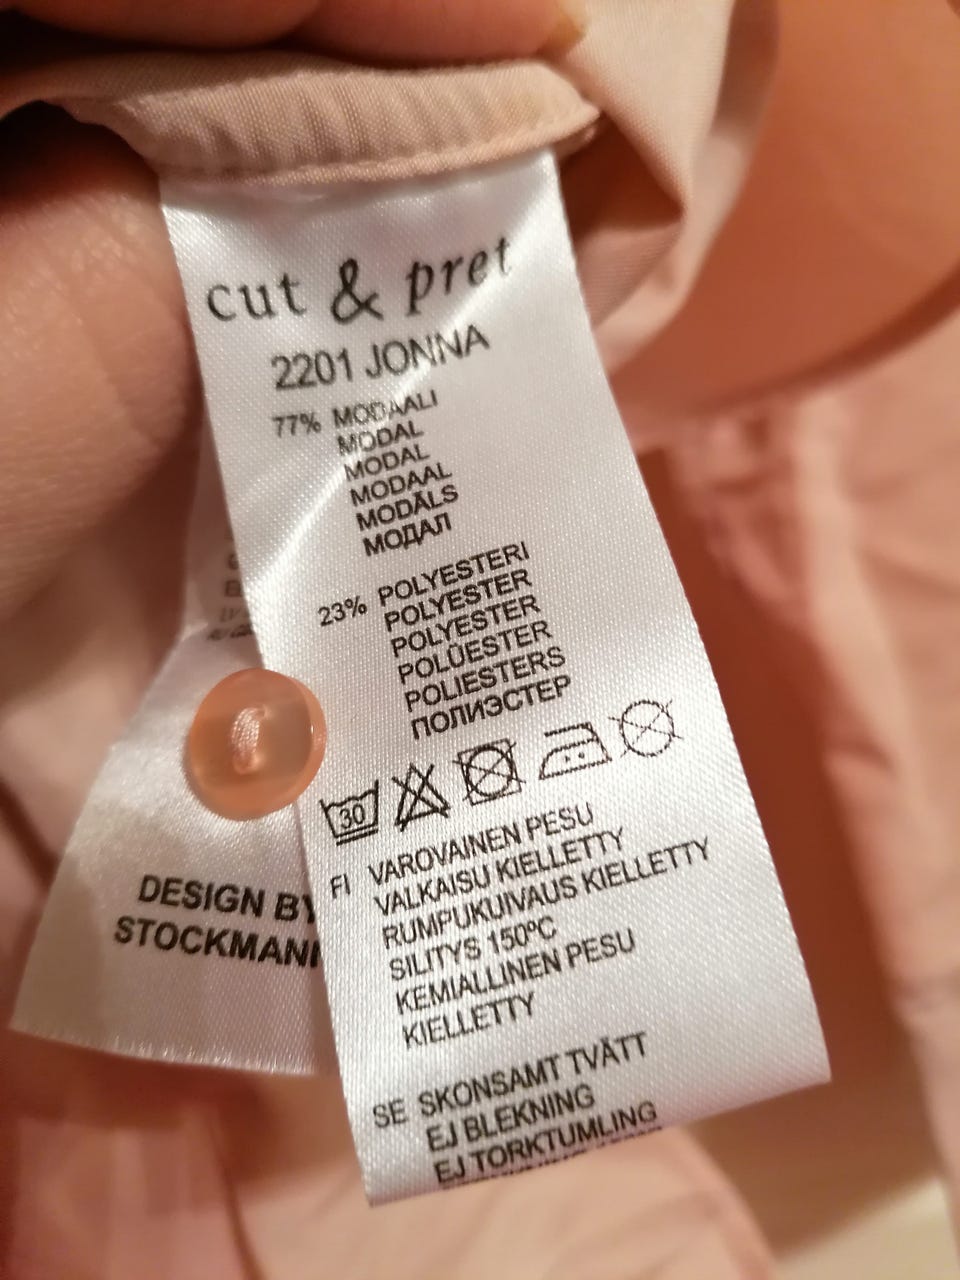 cut & pret
2201 JONNA
77% MODAALI
MODAL
MODAL
MODAAL
MODĀLS
МОДАЛ
23% POLYESTERI
POLYESTER
POLYESTER
POLÜESTER
POLIESTERS
ПОЛИЭСТЕР
30
FI VAROVAINEN PESU
VALKAISU KIELLETTY
RUMPUKUIVAUS KIELLETTY
SILITYS 150ºC
KEMIALLINEN PESU
KIELLETTY
SE SKONSAMT TVÄTT
EJ BLEKNING
EJ TORKTUMLING
DESIGN BY
STOCKMANN